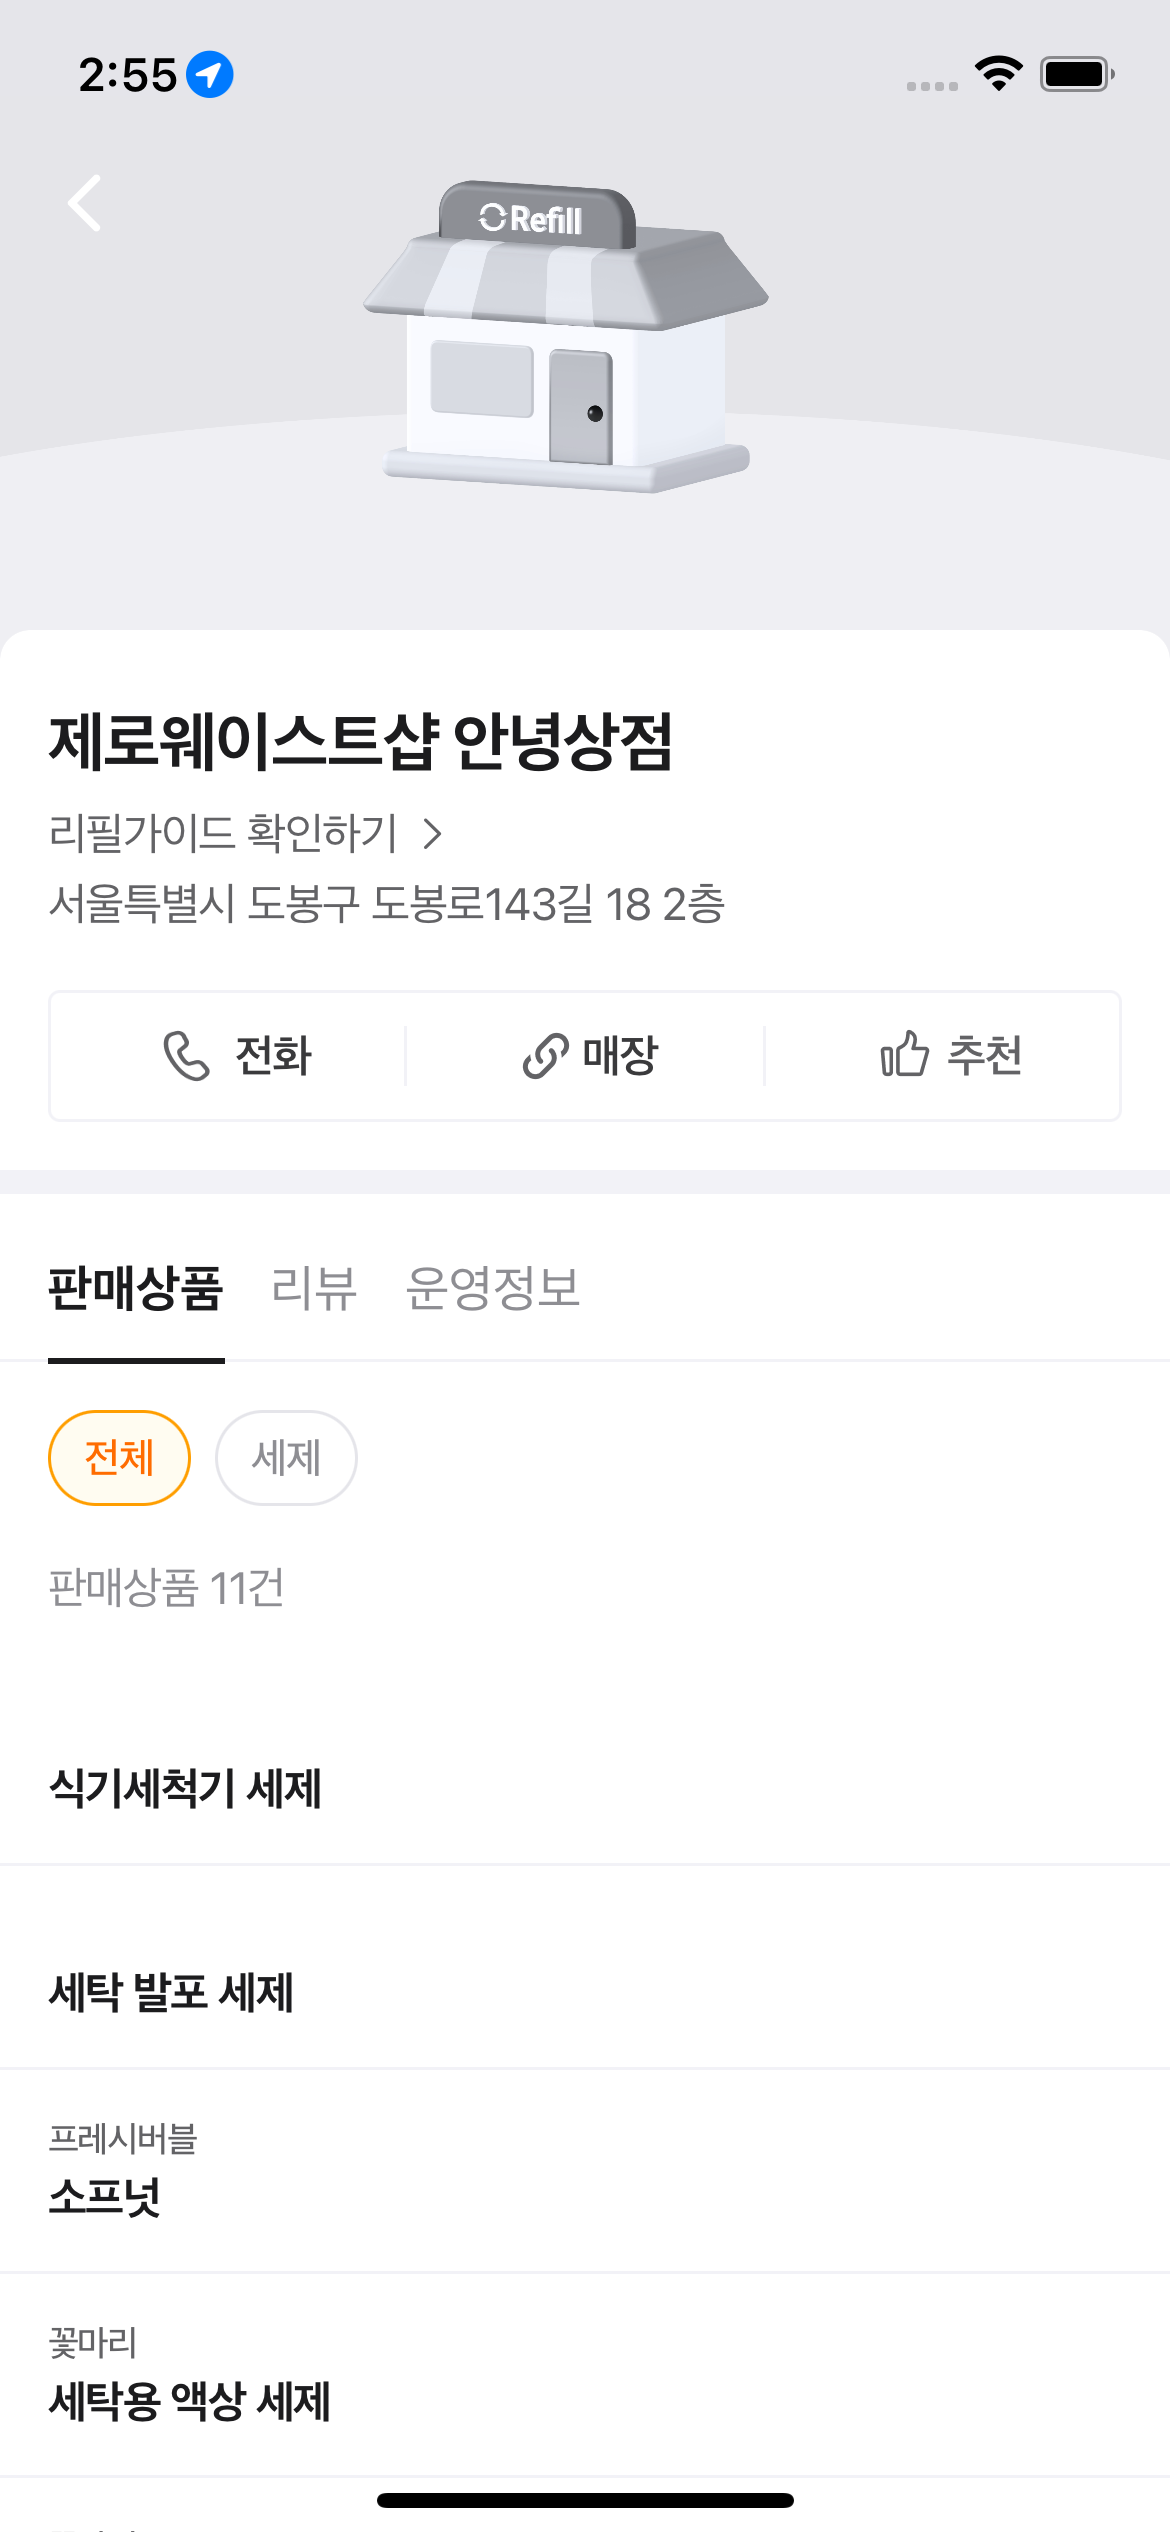 2:55
Refill
제로웨이스트샵 안녕상점
리필가이드 확인하기
서울특별시 도봉구 도봉로143길 18 2층
전화
매장
추천
판매상품 리뷰 운영정보
전체 세제
판매상품 11건
식기세척기 세제
세탁 발포 세제
프레시버블
소프넛
꽃마리
세탁용 액상 세제